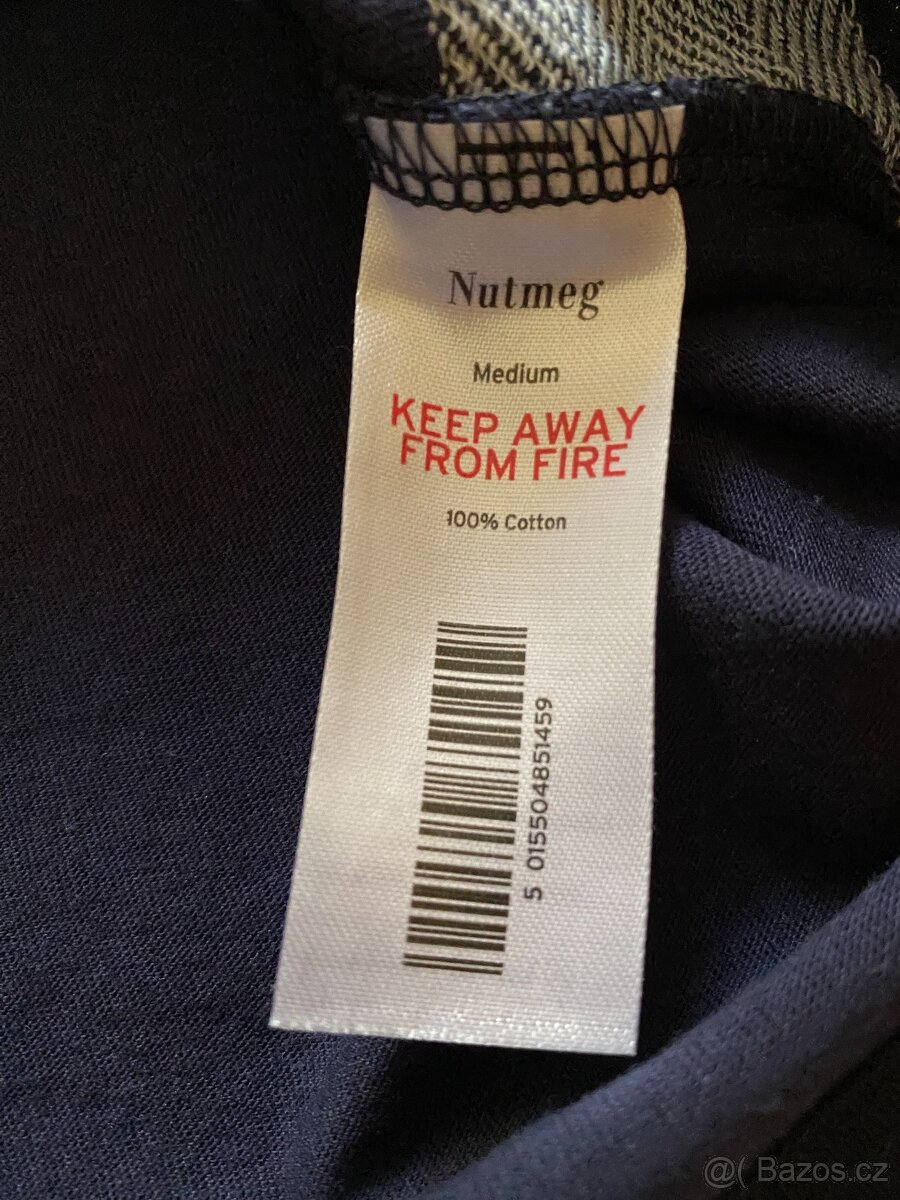 Nutmeg
Medium
KEEP AWAY
FROM FIRE
100% Cotton
5 015504851459
@( Bazos.cz